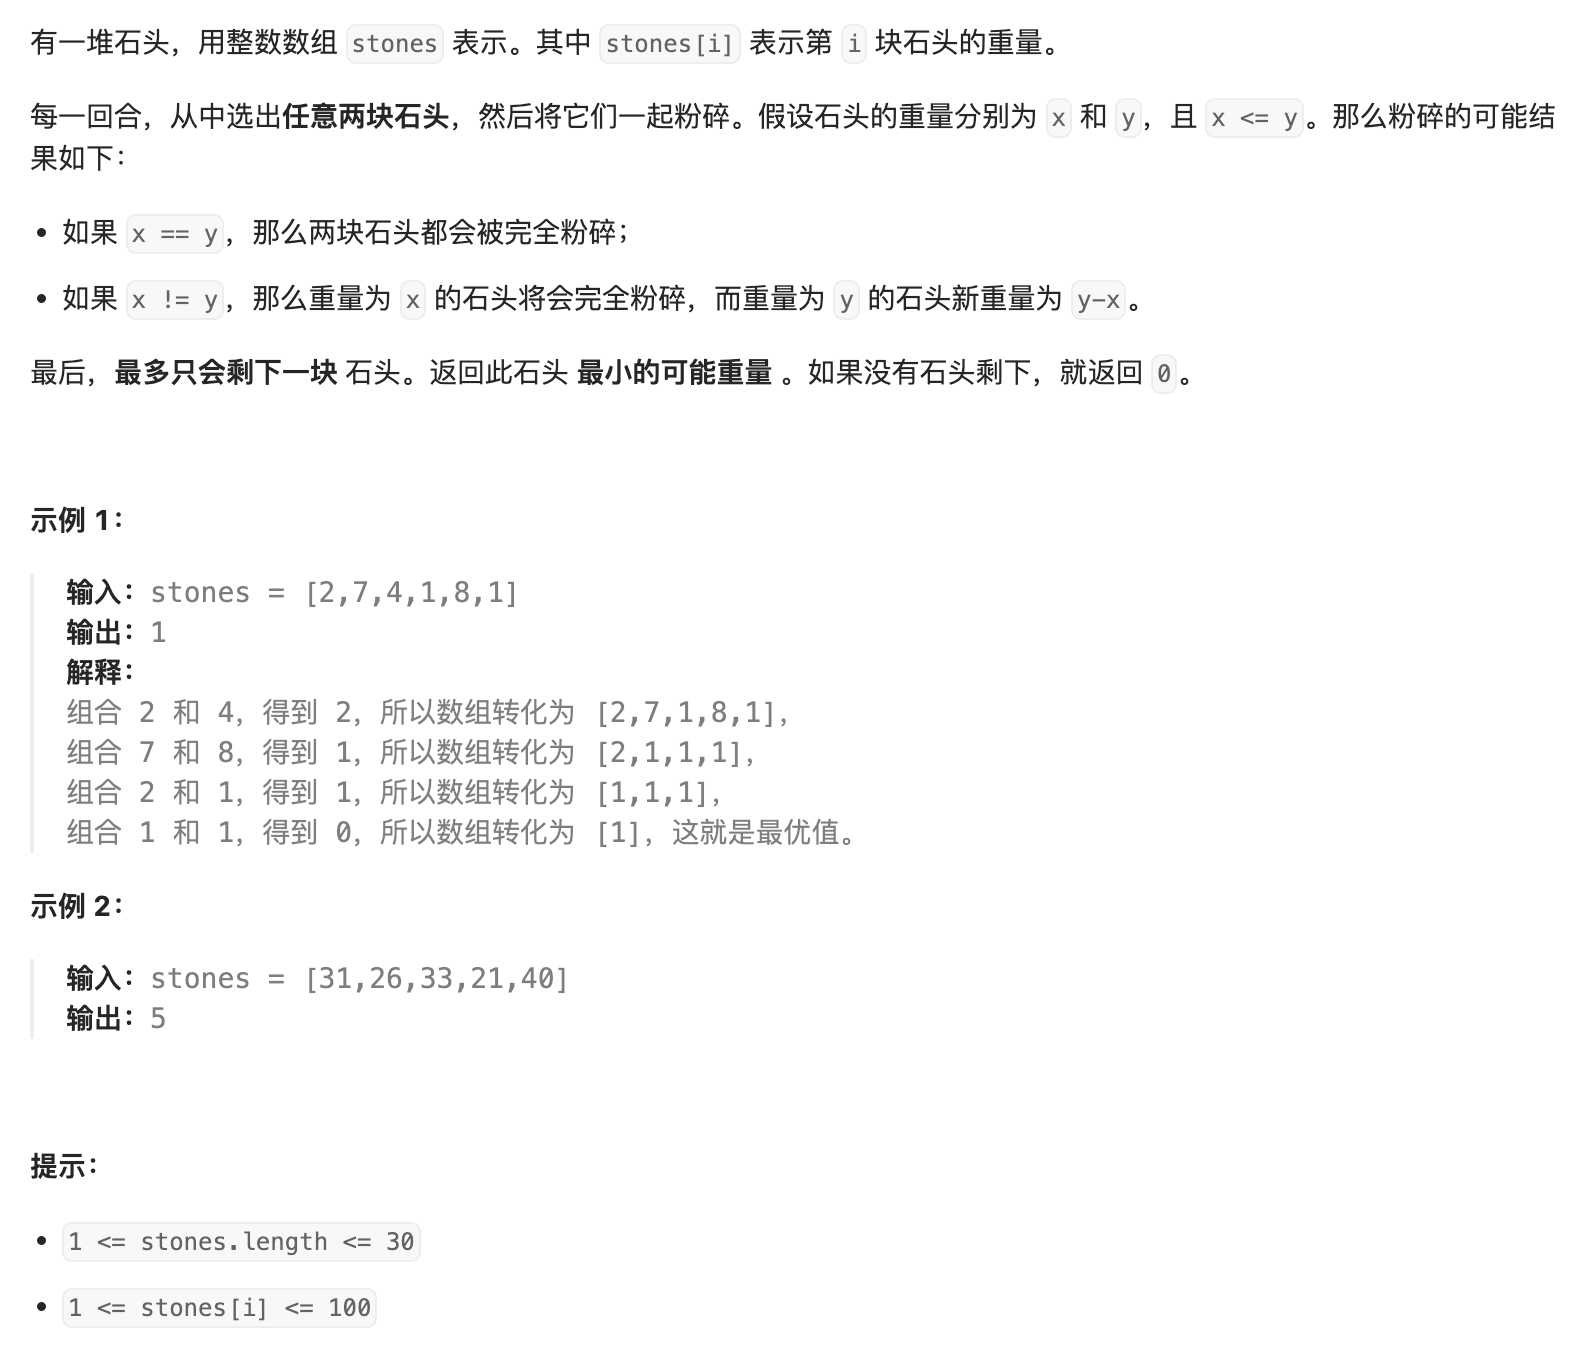 有一堆石头，用整数数组 stones 表示。其中 stones[i] 表示第 i 块石头的重量。
每一回合，从中选出任意两块石头，然后将它们一起粉碎。假设石头的重量分别为 x 和 y，且 x <= y。那么粉碎的可能结
果如下：
• 如果 x == y，那么两块石头都会被完全粉碎；
• 如果 x != y，那么重量为 x 的石头将会完全粉碎，而重量为 y 的石头新重量为 y-x。
最后，最多只会剩下一块 石头。返回此石头 最小的可能重量 。如果没有石头剩下，就返回 0。
示例 1：
输入：stones = [2,7,4,1,8,1]
输出：1
解释：
组合 2 和 4，得到 2，所以数组转化为 [2,7,1,8,1]，
组合 7 和 8，得到 1，所以数组转化为 [2,1,1,1]，
组合 2 和 1，得到 1，所以数组转化为 [1,1,1]，
组合 1 和 1，得到 0，所以数组转化为 [1]，这就是最优值。
示例 2：
输入：stones = [31,26,33,21,40]
输出：5
提示：
• 1 <= stones.length <= 30
• 1 <= stones[i] <= 100